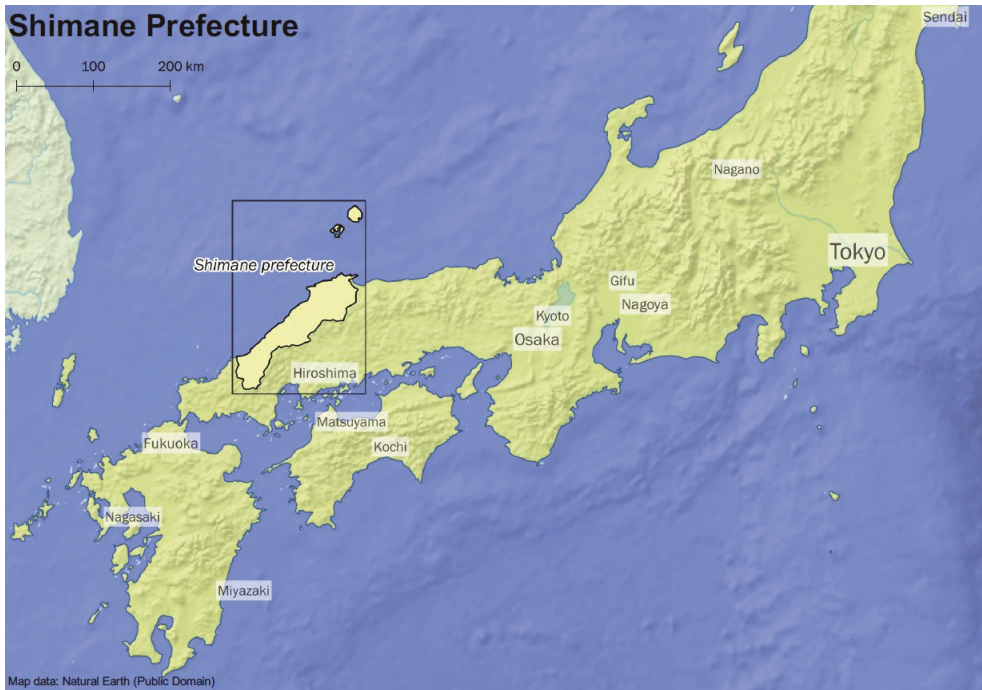 Shimane Prefecture
0 100 200 km
Sendai
Nagano
Tokyo
Shimane prefecture
Gifu
Nagoya
Kyoto
Osaka
Hiroshima
Matsuyama
Fukuoka
Kochi
Nagasaki
Miyazaki
Map data: Natural Earth (Public Domain)